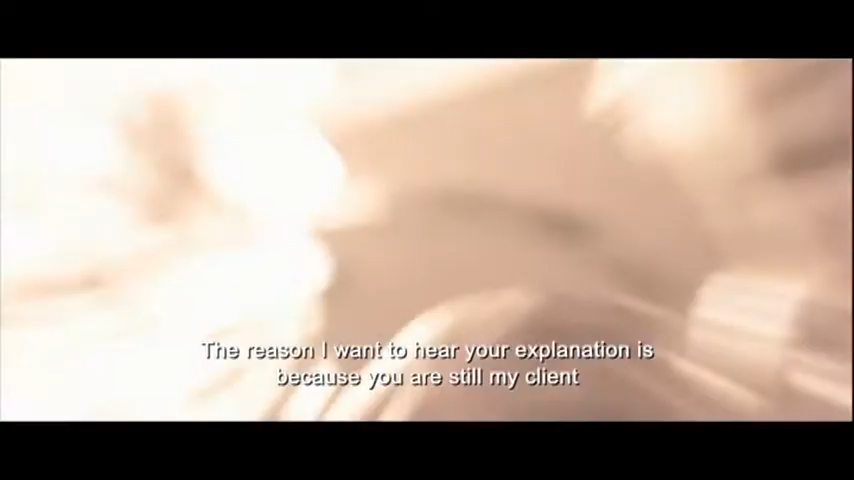 The reason I want to hear your explanation is
because you are still my client